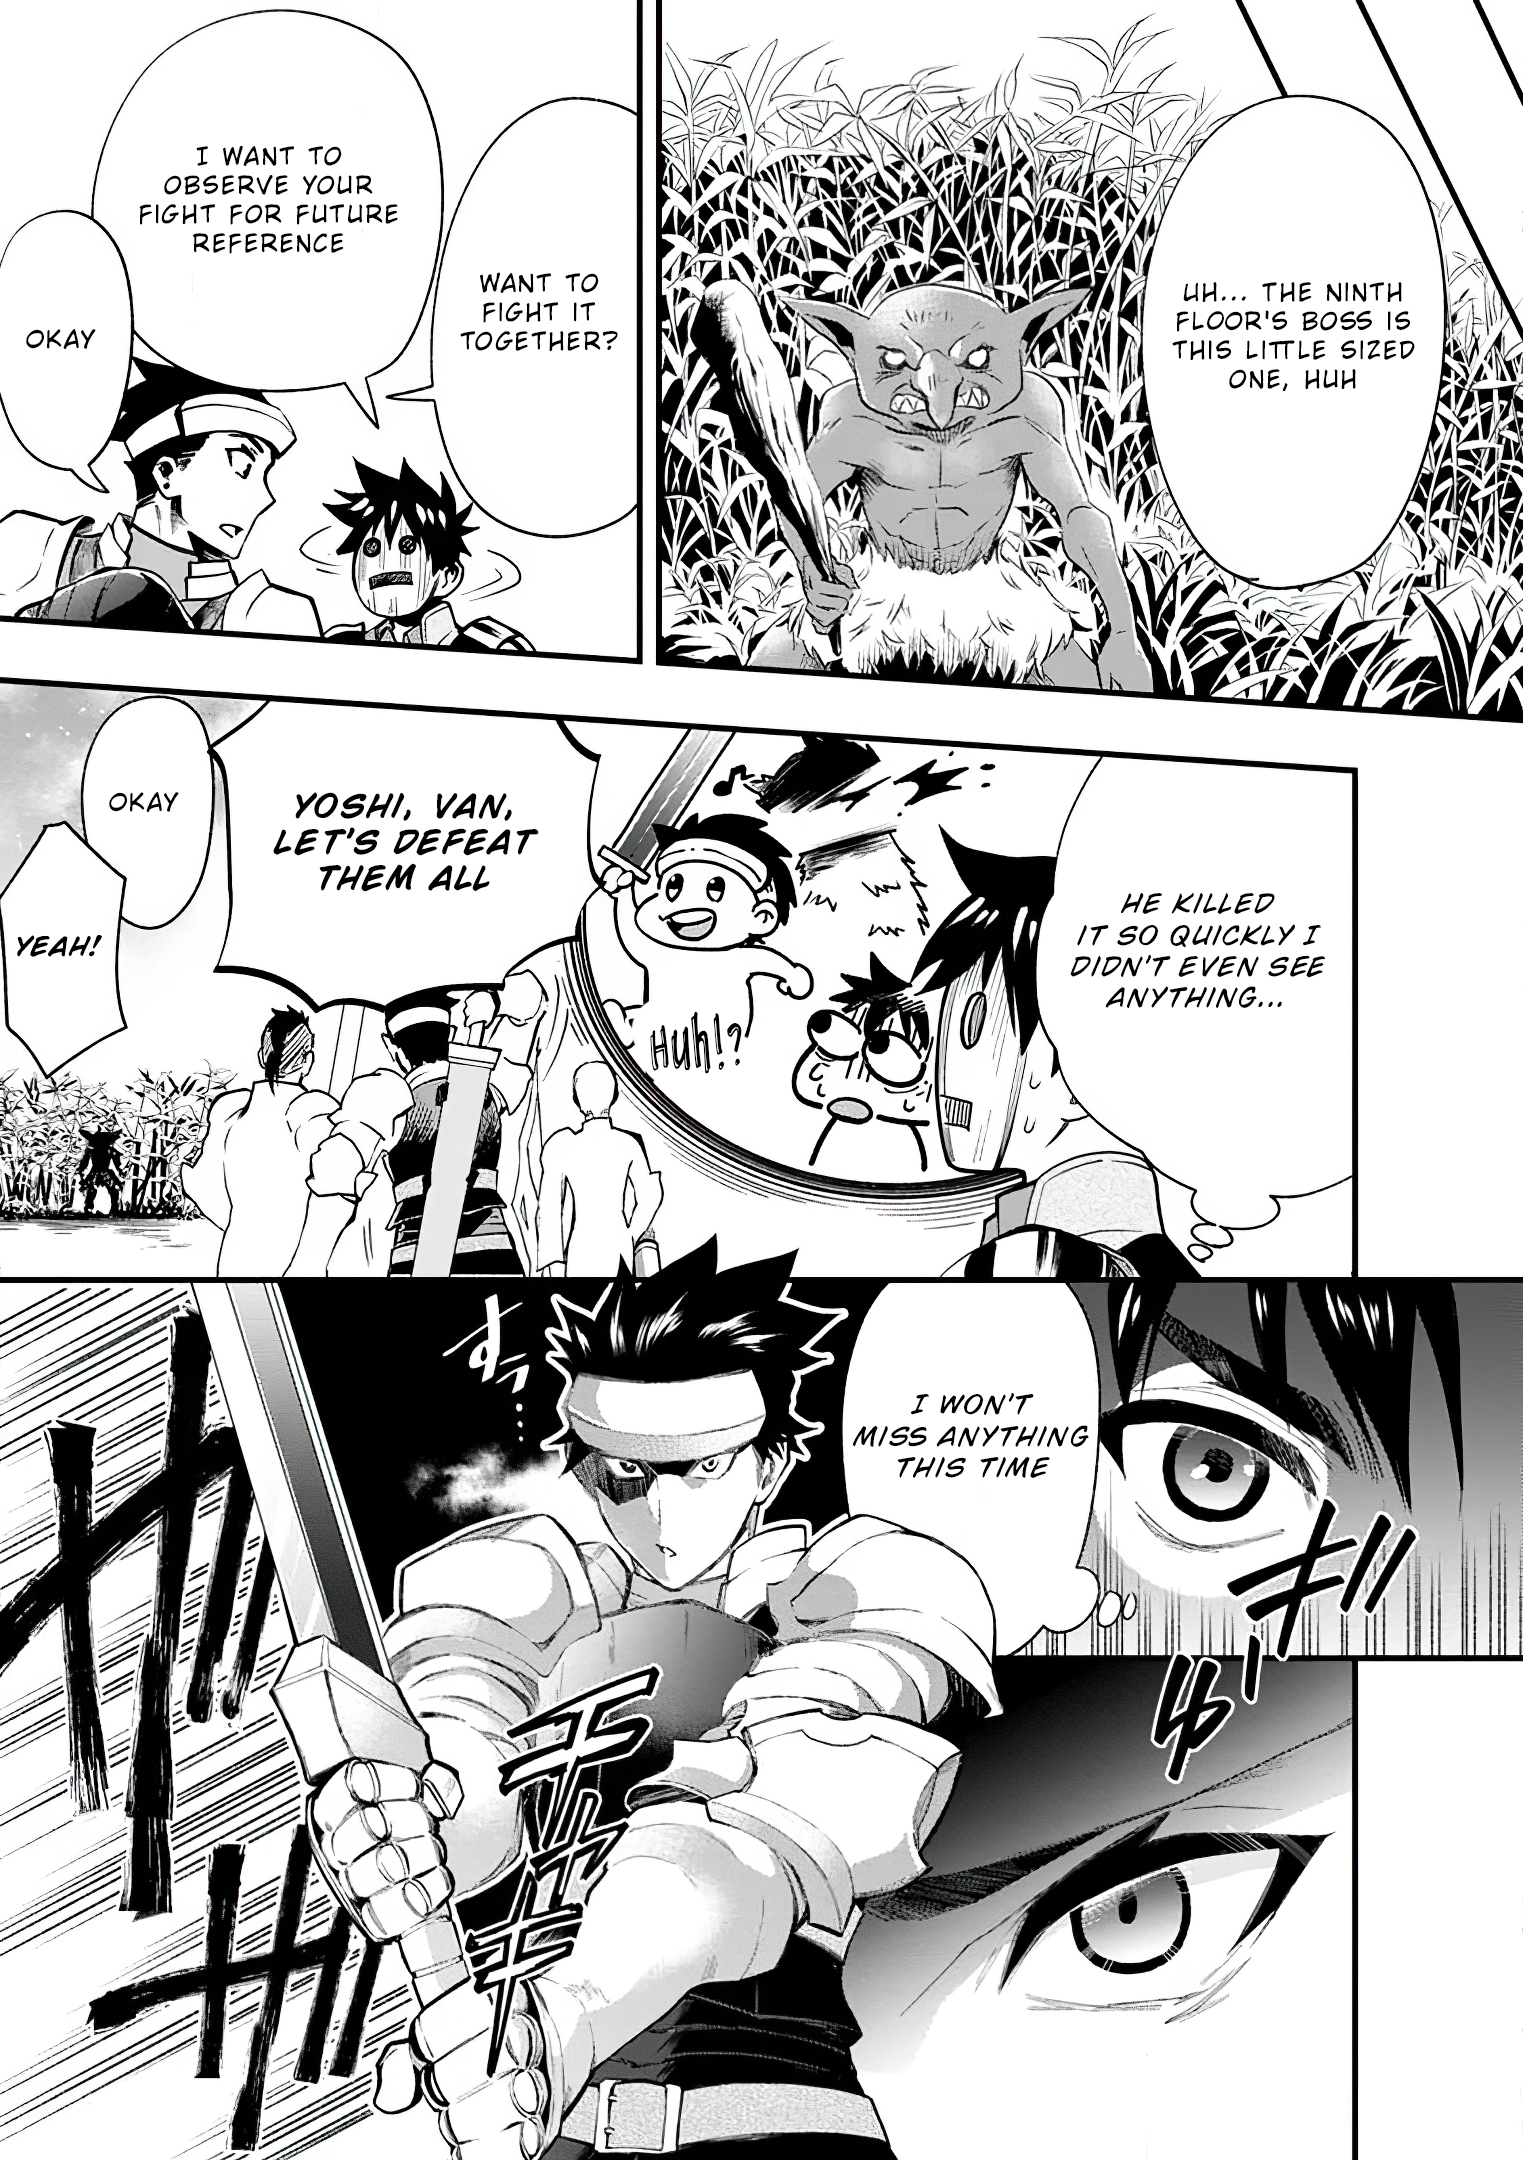 UH... THE NINTH
FLOOR'S BOSS IS
THIS LITTLE SIZED
ONE, HUH
WANT TO
FIGHT IT
TOGETHER?
I WANT TO
OBSERVE YOUR
FIGHT FOR FUTURE
REFERENCE
OKAY
HE KILLED
IT SO QUICKLY I
DIDN'T EVEN SEE
ANYTHING...
Huh!?
YOSHI, VAN,
LET'S DEFEAT
THEM ALL
OKAY
YEAH!
I WON'T
MISS ANYTHING
THIS TIME